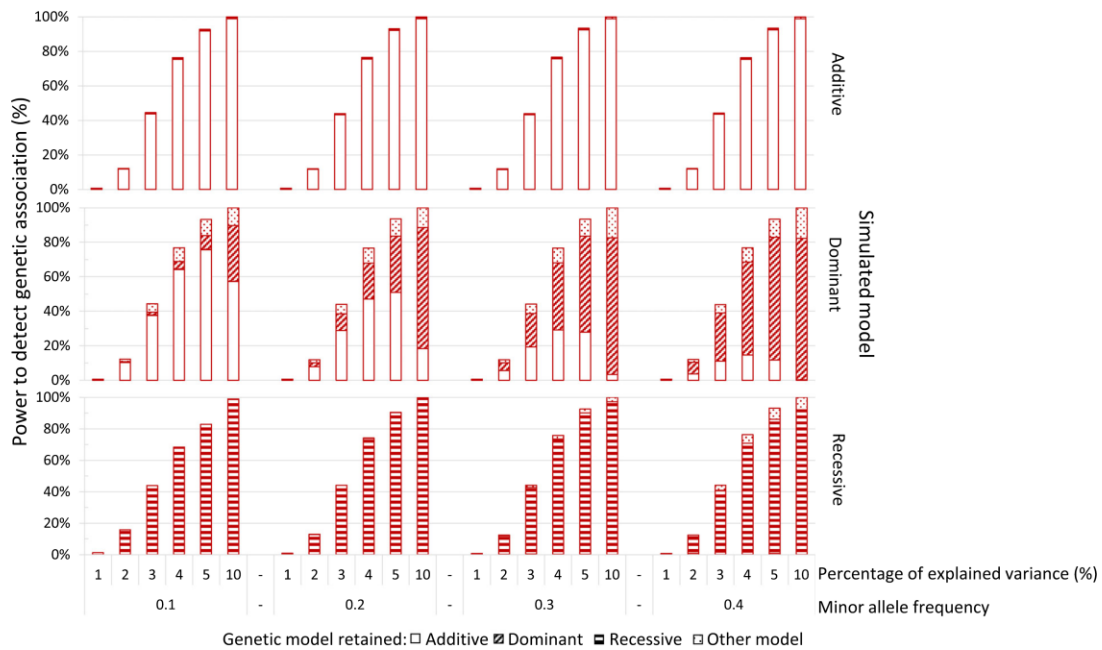 Power to detect genetic association (%)
100%
80%
60%
40%
20%
0%
Additive
100%
80%
60%
40%
20%
0%
Dominant
Simulated model
100%
80%
60%
40%
20%
0%
Recessive
1 2 3 4 5 10 - 1 2 3 4 5 10 - 1 2 3 4 5 10 - 1 2 3 4 5 10 Percentage of explained variance (%)
0.1 - 0.2 - 0.3 - 0.4 Minor allele frequency
Genetic model retained: Additive Dominant Recessive Other model